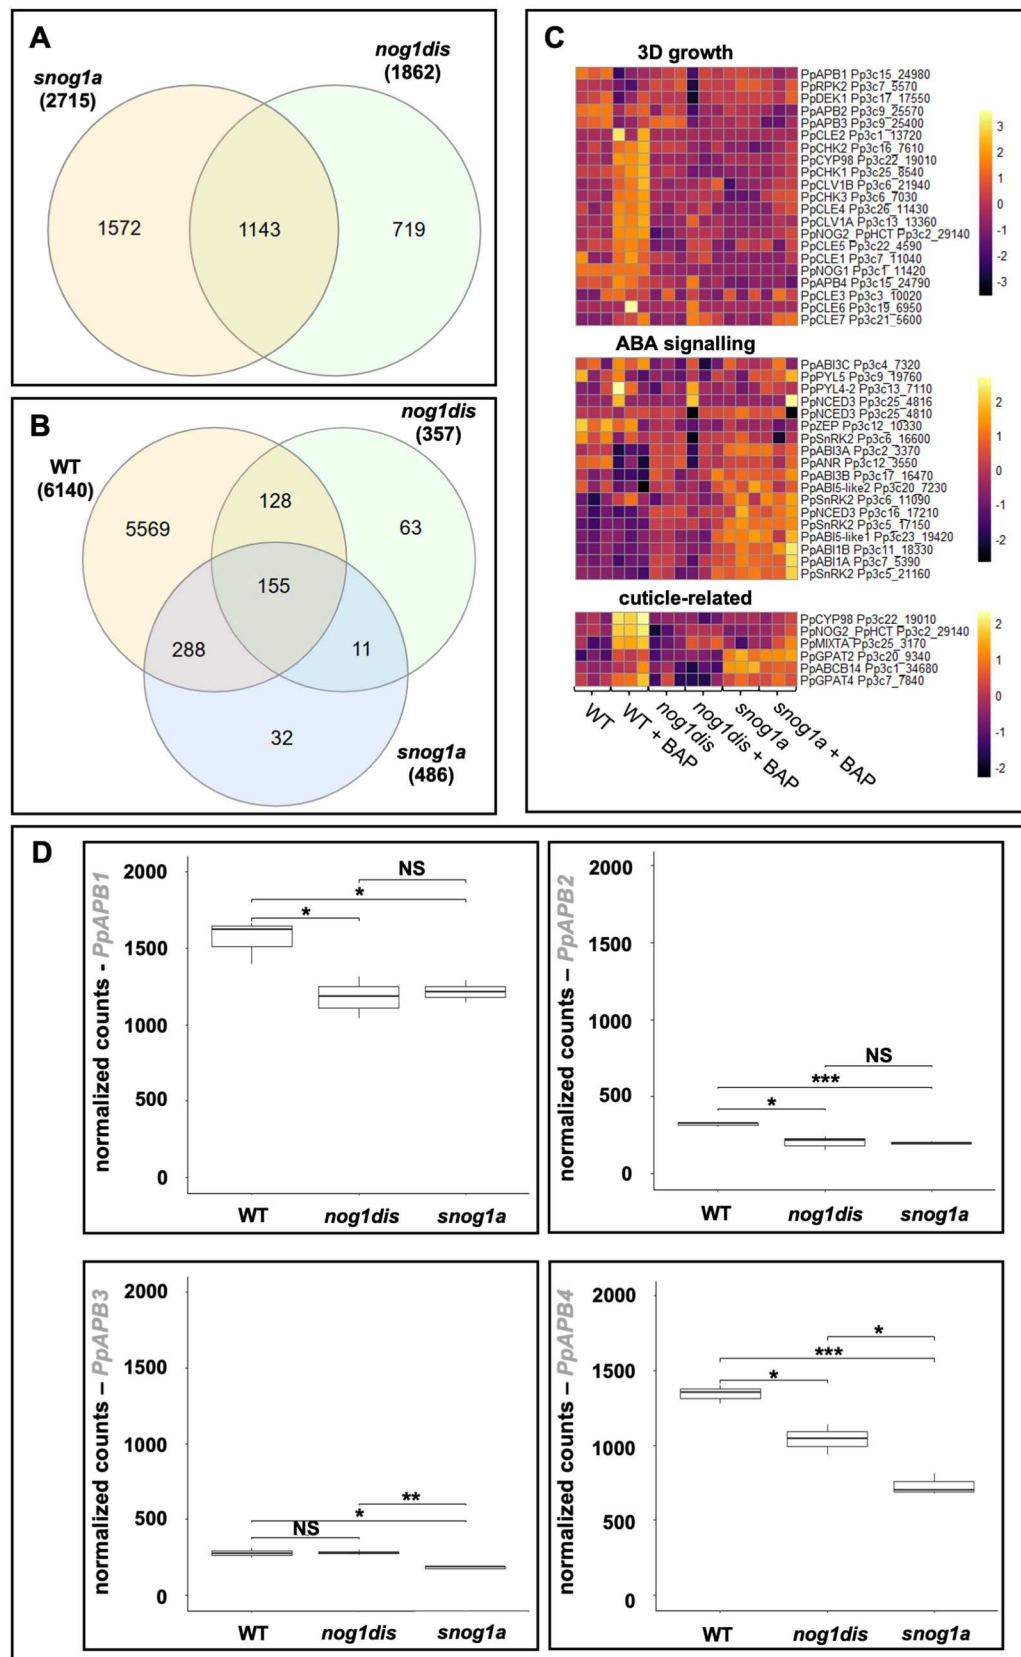 A
snog1a
(2715)
nog1dis
(1862)
1572
1143
719
B
WT
(6140)
nog1dis
(357)
5569
128
63
155
288
11
32
snog1a
(486)
C
3D growth
PpAPB1 Pp3c15_24980
PpRPK2 Pp3c7_5570
PpDEK1 Pp3c17_17550
PpAPB2 Pp3c9_25570
PpAPB3 Pp3c9_25400
PpCLE2 Pp3c1_13720
PpCHK2 Pp3c16_7610
PpCYP98 Pp3c22_19010
PpCHK1 Pp3c25_8540
PpCLV1B Pp3c6_21940
PpCHK3 Pp3c6_7030
PpCLE4 Pp3c26_11430
PpCLV1A Pp3c13_13360
PpNOG2_PpHCT Pp3c2_29140
PpCLE5 Pp3c22_4590
PpCLE1 Pp3c7_11040
PpNOG1 Pp3c1_11420
PpAPB4 Pp3c15_24790
PpCLE3 Pp3c3_10020
PpCLE6 Pp3c19_6950
PpCLE7 Pp3c21_5600
3
2
1
0
-1
-2
-3
ABA signalling
PpABI3C Pp3c4_7320
PpPYL5 Pp3c9_19760
PpPYL4-2 Pp3c13_7110
PpNCED3 Pp3c25_4816
PpNCED3 Pp3c25_4810
PpZEP Pp3c12_10330
PpSnRK2 Pp3c6_16600
PpABI3A Pp3c2_3370
PpANR Pp3c12_3550
PpABI3B Pp3c17_16470
PpABI5-like2 Pp3c20_7230
PpSnRK2 Pp3c6_11090
PpNCED3 Pp3c16_17210
PpSnRK2 Pp3c5_17150
PpABI5-like1 Pp3c23_19420
PpABI1B Pp3c11_18330
PpABI1A Pp3c7_5390
PpSnRK2 Pp3c5_21160
2
1
0
-1
-2
cuticle-related
PpCYP98 Pp3c22_19010
PpNOG2_PpHCT Pp3c2_29140
PpMIXTA Pp3c25_3170
PpGPAT2 Pp3c20_9340
PpABCB14 Pp3c1_34680
PpGPAT4 Pp3c7_7840
2
1
0
-1
-2
WT
WT + BAP
nog1dis
nog1dis + BAP
snog1a
snog1a + BAP
D
normalized counts - PpAPB1
2000
1500
1000
500
0
NS
*
*
WT nog1dis snog1a
normalized counts – PpAPB2
2000
1500
1000
500
0
NS
***
*
WT nog1dis snog1a
normalized counts – PpAPB3
2000
1500
1000
500
0
**
*
NS
WT nog1dis snog1a
normalized counts – PpAPB4
2000
1500
1000
500
0
*
***
*
WT nog1dis snog1a